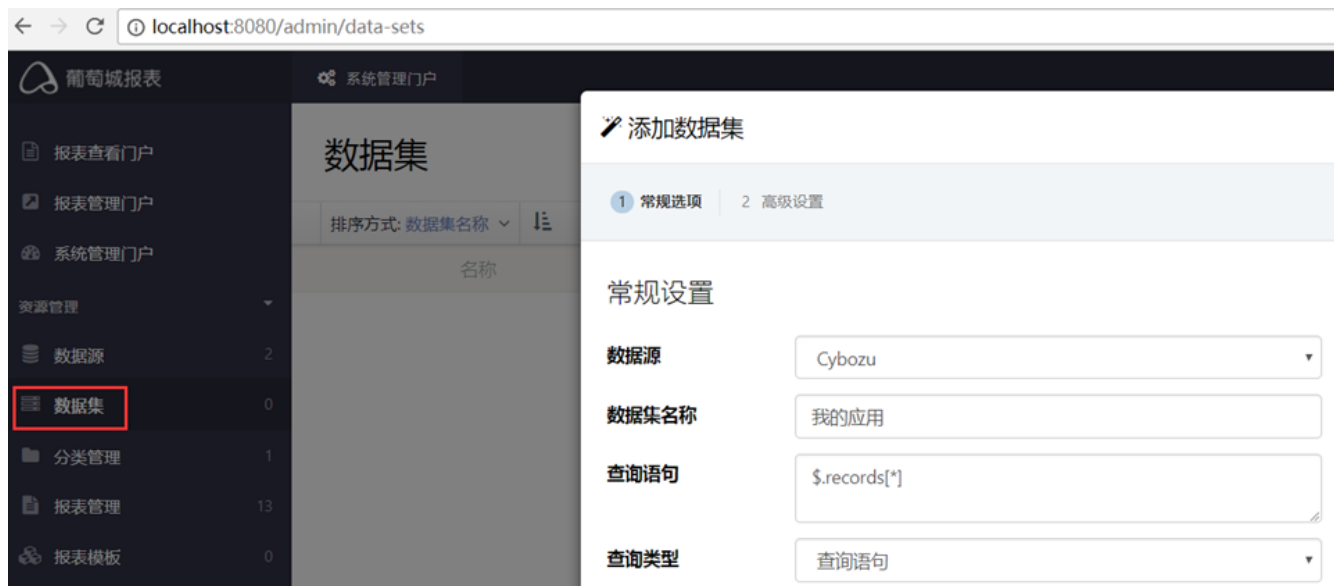 localhost:8080/admin/data-sets
葡萄城报表
系统管理门户
报表查看门户
报表管理门户
系统管理门户
资源管理
数据源 2
数据集 0
分类管理 1
报表管理 13
报表模板 0
数据集
排序方式: 数据集名称
名称
添加数据集
1 常规选项 2 高级设置
常规设置
数据源 Cybozu
数据集名称 我的应用
查询语句 $.records[*]
查询类型 查询语句